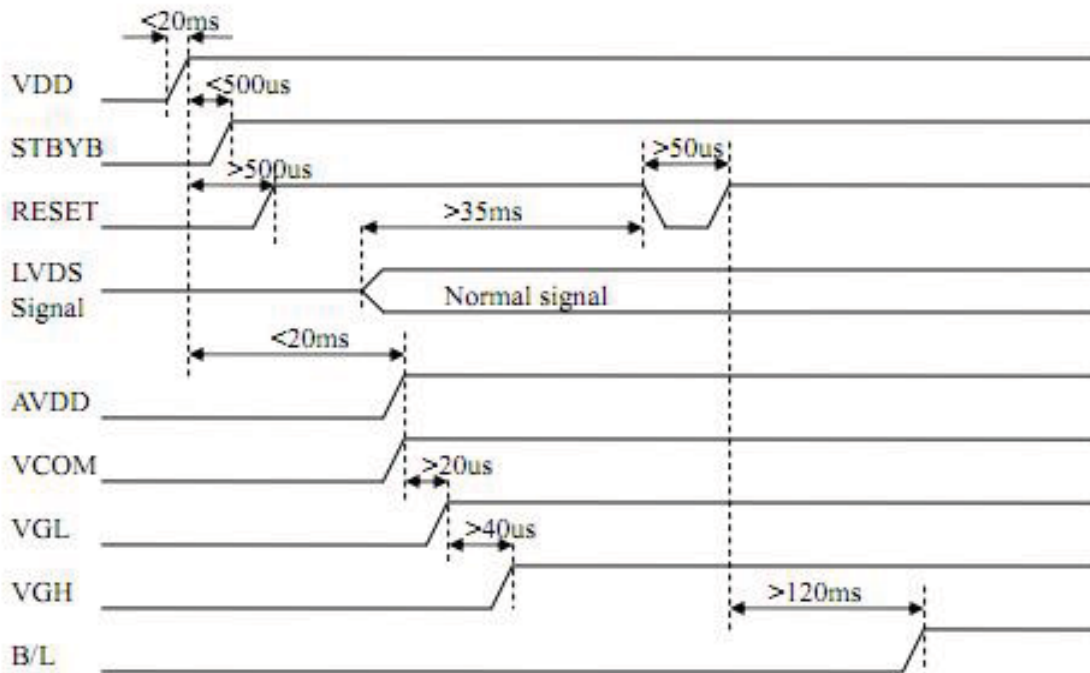 <20ms
VDD
<500us
STBYB
>500us
>50us
RESET
>35ms
LVDS
Signal
Normal signal
<20ms
AVDD
VCOM
>20us
VGL
>40us
VGH
>120ms
B/L